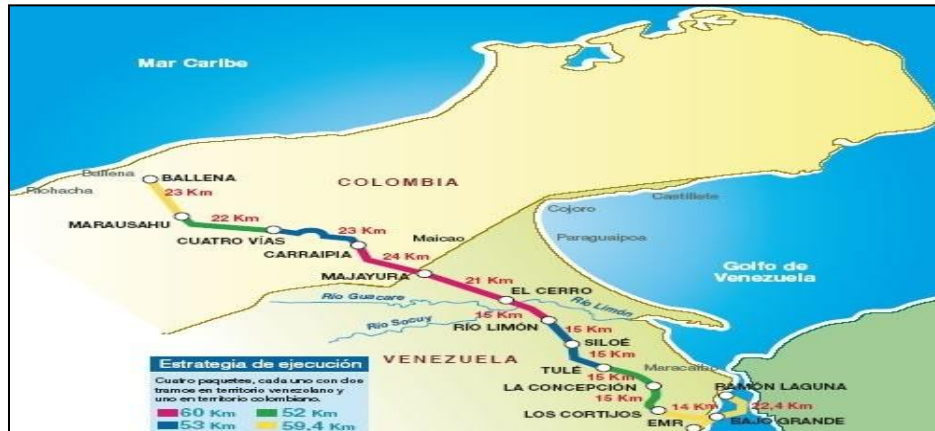 Mar Caribe
Ballena
BALLENA
Riohacha
23 Km
COLOMBIA
Castillete
Cojoro
MARAUSAHU
22 Km
23 Km
Maicao
Paraguaipoa
CUATRO VÍAS
CARRAIPIA
24 Km
Golfo de
Venezuela
MAJAYURA
21 Km
EL CERRO
Río Guacare
Río Limón
15 Km
RÍO LIMÓN
Río Socuy
15 Km
SILOÉ
VENEZUELA
15 Km
TULÉ
Maracaibo
15 Km
LA CONCEPCIÓN
RAMÓN LAGUNA
15 Km
LOS CORTIJOS
14 Km
22,4 Km
EMR
BAJO GRANDE
Estrategia de ejecución
Cuatro paquetes, cada uno con dos
tramos en territorio venezolano y
uno en territorio colombiano.
60 Km
52 Km
53 Km
59,4 Km